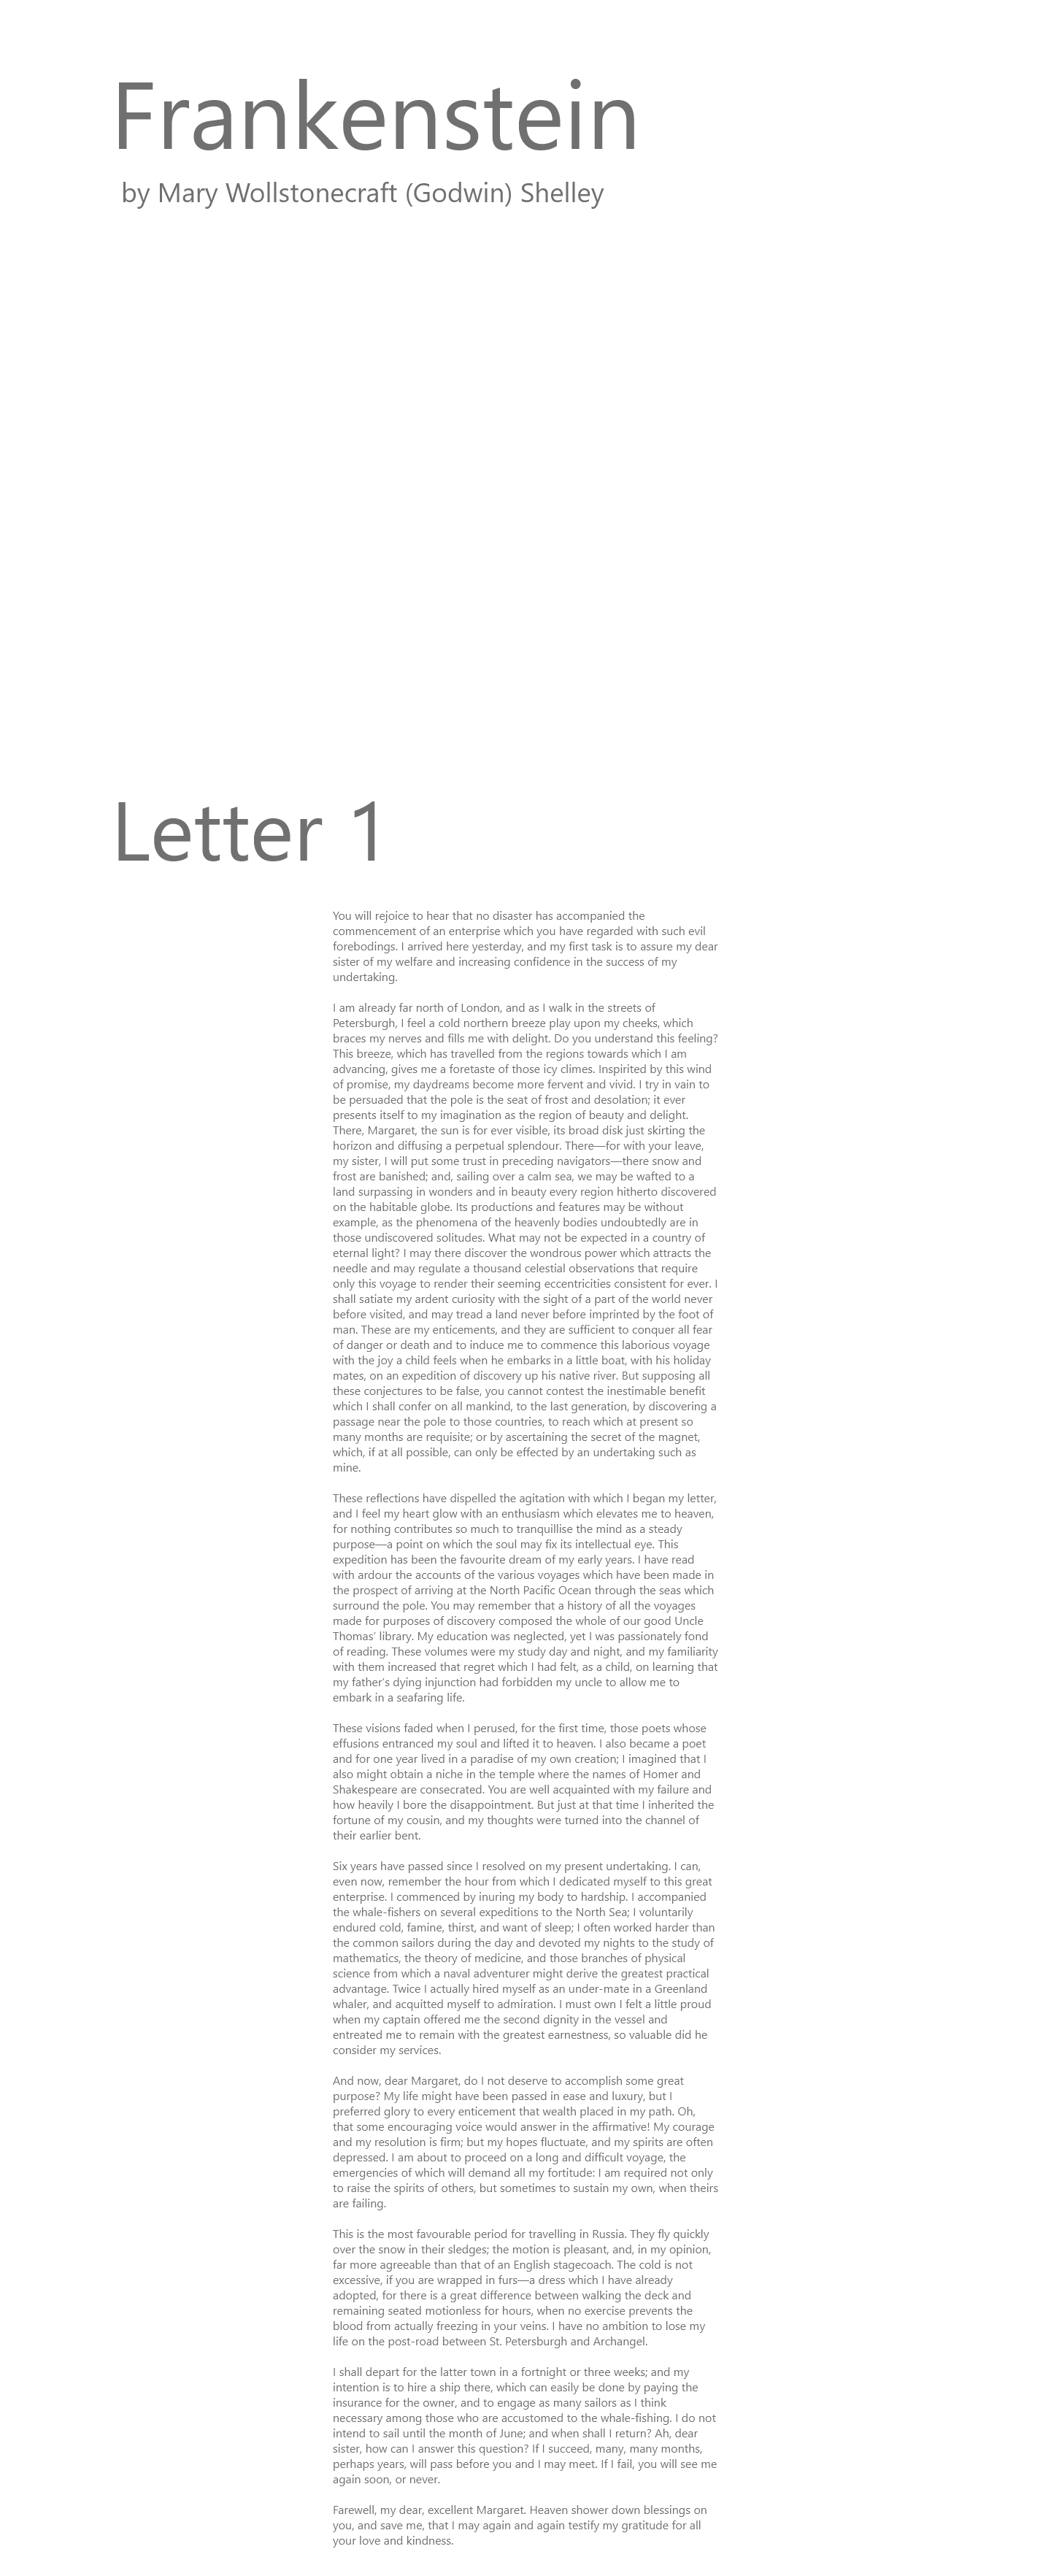 Frankenstein
by Mary Wollstonecraft (Godwin) Shelley
Letter 1
You will rejoice to hear that no disaster has accompanied the
commencement of an enterprise which you have regarded with such evil
forebodings. I arrived here yesterday, and my first task is to assure my dear
sister of my welfare and increasing confidence in the success of my
undertaking.
I am already far north of London, and as I walk in the streets of
Petersburgh, I feel a cold northern breeze play upon my cheeks, which
braces my nerves and fills me with delight. Do you understand this feeling?
This breeze, which has travelled from the regions towards which I am
advancing, gives me a foretaste of those icy climes. Inspirited by this wind
of promise, my daydreams become more fervent and vivid. I try in vain to
be persuaded that the pole is the seat of frost and desolation; it ever
presents itself to my imagination as the region of beauty and delight.
There, Margaret, the sun is for ever visible, its broad disk just skirting the
horizon and diffusing a perpetual splendour. There—for with your leave,
my sister, I will put some trust in preceding navigators—there snow and
frost are banished; and, sailing over a calm sea, we may be wafted to a
land surpassing in wonders and in beauty every region hitherto discovered
on the habitable globe. Its productions and features may be without
example, as the phenomena of the heavenly bodies undoubtedly are in
those undiscovered solitudes. What may not be expected in a country of
eternal light? I may there discover the wondrous power which attracts the
needle and may regulate a thousand celestial observations that require
only this voyage to render their seeming eccentricities consistent for ever. I
shall satiate my ardent curiosity with the sight of a part of the world never
before visited, and may tread a land never before imprinted by the foot of
man. These are my enticements, and they are sufficient to conquer all fear
of danger or death and to induce me to commence this laborious voyage
with the joy a child feels when he embarks in a little boat, with his holiday
mates, on an expedition of discovery up his native river. But supposing all
these conjectures to be false, you cannot contest the inestimable benefit
which I shall confer on all mankind, to the last generation, by discovering a
passage near the pole to those countries, to reach which at present so
many months are requisite; or by ascertaining the secret of the magnet,
which, if at all possible, can only be effected by an undertaking such as
mine.
These reflections have dispelled the agitation with which I began my letter,
and I feel my heart glow with an enthusiasm which elevates me to heaven,
for nothing contributes so much to tranquillise the mind as a steady
purpose—a point on which the soul may fix its intellectual eye. This
expedition has been the favourite dream of my early years. I have read
with ardour the accounts of the various voyages which have been made in
the prospect of arriving at the North Pacific Ocean through the seas which
surround the pole. You may remember that a history of all the voyages
made for purposes of discovery composed the whole of our good Uncle
Thomas’ library. My education was neglected, yet I was passionately fond
of reading. These volumes were my study day and night, and my familiarity
with them increased that regret which I had felt, as a child, on learning that
my father’s dying injunction had forbidden my uncle to allow me to
embark in a seafaring life.
These visions faded when I perused, for the first time, those poets whose
effusions entranced my soul and lifted it to heaven. I also became a poet
and for one year lived in a paradise of my own creation; I imagined that I
also might obtain a niche in the temple where the names of Homer and
Shakespeare are consecrated. You are well acquainted with my failure and
how heavily I bore the disappointment. But just at that time I inherited the
fortune of my cousin, and my thoughts were turned into the channel of
their earlier bent.
Six years have passed since I resolved on my present undertaking. I can,
even now, remember the hour from which I dedicated myself to this great
enterprise. I commenced by inuring my body to hardship. I accompanied
the whale-fishers on several expeditions to the North Sea; I voluntarily
endured cold, famine, thirst, and want of sleep; I often worked harder than
the common sailors during the day and devoted my nights to the study of
mathematics, the theory of medicine, and those branches of physical
science from which a naval adventurer might derive the greatest practical
advantage. Twice I actually hired myself as an under-mate in a Greenland
whaler, and acquitted myself to admiration. I must own I felt a little proud
when my captain offered me the second dignity in the vessel and
entreated me to remain with the greatest earnestness, so valuable did he
consider my services.
And now, dear Margaret, do I not deserve to accomplish some great
purpose? My life might have been passed in ease and luxury, but I
preferred glory to every enticement that wealth placed in my path. Oh,
that some encouraging voice would answer in the affirmative! My courage
and my resolution is firm; but my hopes fluctuate, and my spirits are often
depressed. I am about to proceed on a long and difficult voyage, the
emergencies of which will demand all my fortitude: I am required not only
to raise the spirits of others, but sometimes to sustain my own, when theirs
are failing.
This is the most favourable period for travelling in Russia. They fly quickly
over the snow in their sledges; the motion is pleasant, and, in my opinion,
far more agreeable than that of an English stagecoach. The cold is not
excessive, if you are wrapped in furs—a dress which I have already
adopted, for there is a great difference between walking the deck and
remaining seated motionless for hours, when no exercise prevents the
blood from actually freezing in your veins. I have no ambition to lose my
life on the post-road between St. Petersburgh and Archangel.
I shall depart for the latter town in a fortnight or three weeks; and my
intention is to hire a ship there, which can easily be done by paying the
insurance for the owner, and to engage as many sailors as I think
necessary among those who are accustomed to the whale-fishing. I do not
intend to sail until the month of June; and when shall I return? Ah, dear
sister, how can I answer this question? If I succeed, many, many months,
perhaps years, will pass before you and I may meet. If I fail, you will see me
again soon, or never.
Farewell, my dear, excellent Margaret. Heaven shower down blessings on
you, and save me, that I may again and again testify my gratitude for all
your love and kindness.